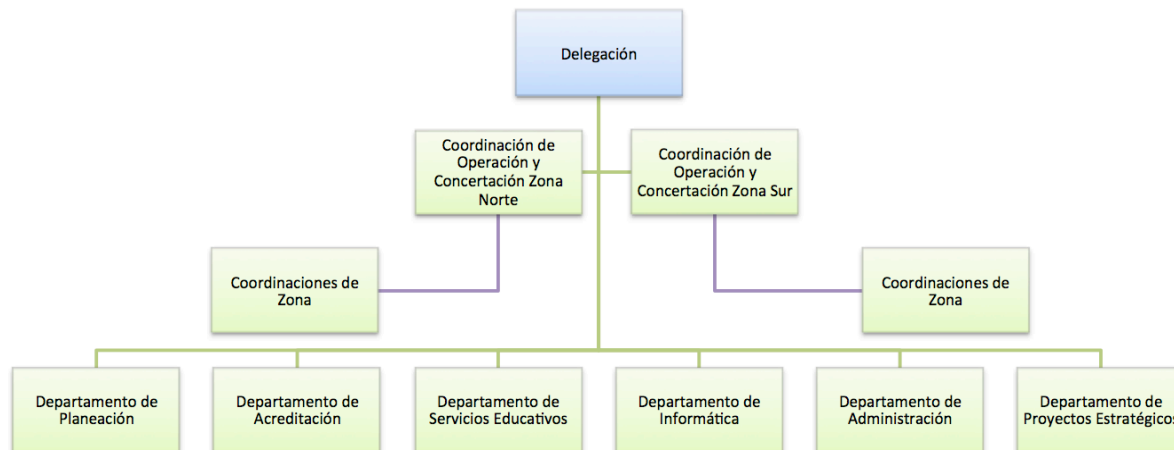 Delegación
Coordinación de
Operación y
Concertación Zona
Norte
Coordinación de
Operación y
Concertación Zona Sur
Coordinaciones de
Zona
Coordinaciones de
Zona
Departamento de
Planeación
Departamento de
Acreditación
Departamento de
Servicios Educativos
Departamento de
Informática
Departamento de
Administración
Departamento de
Proyectos Estratégicos